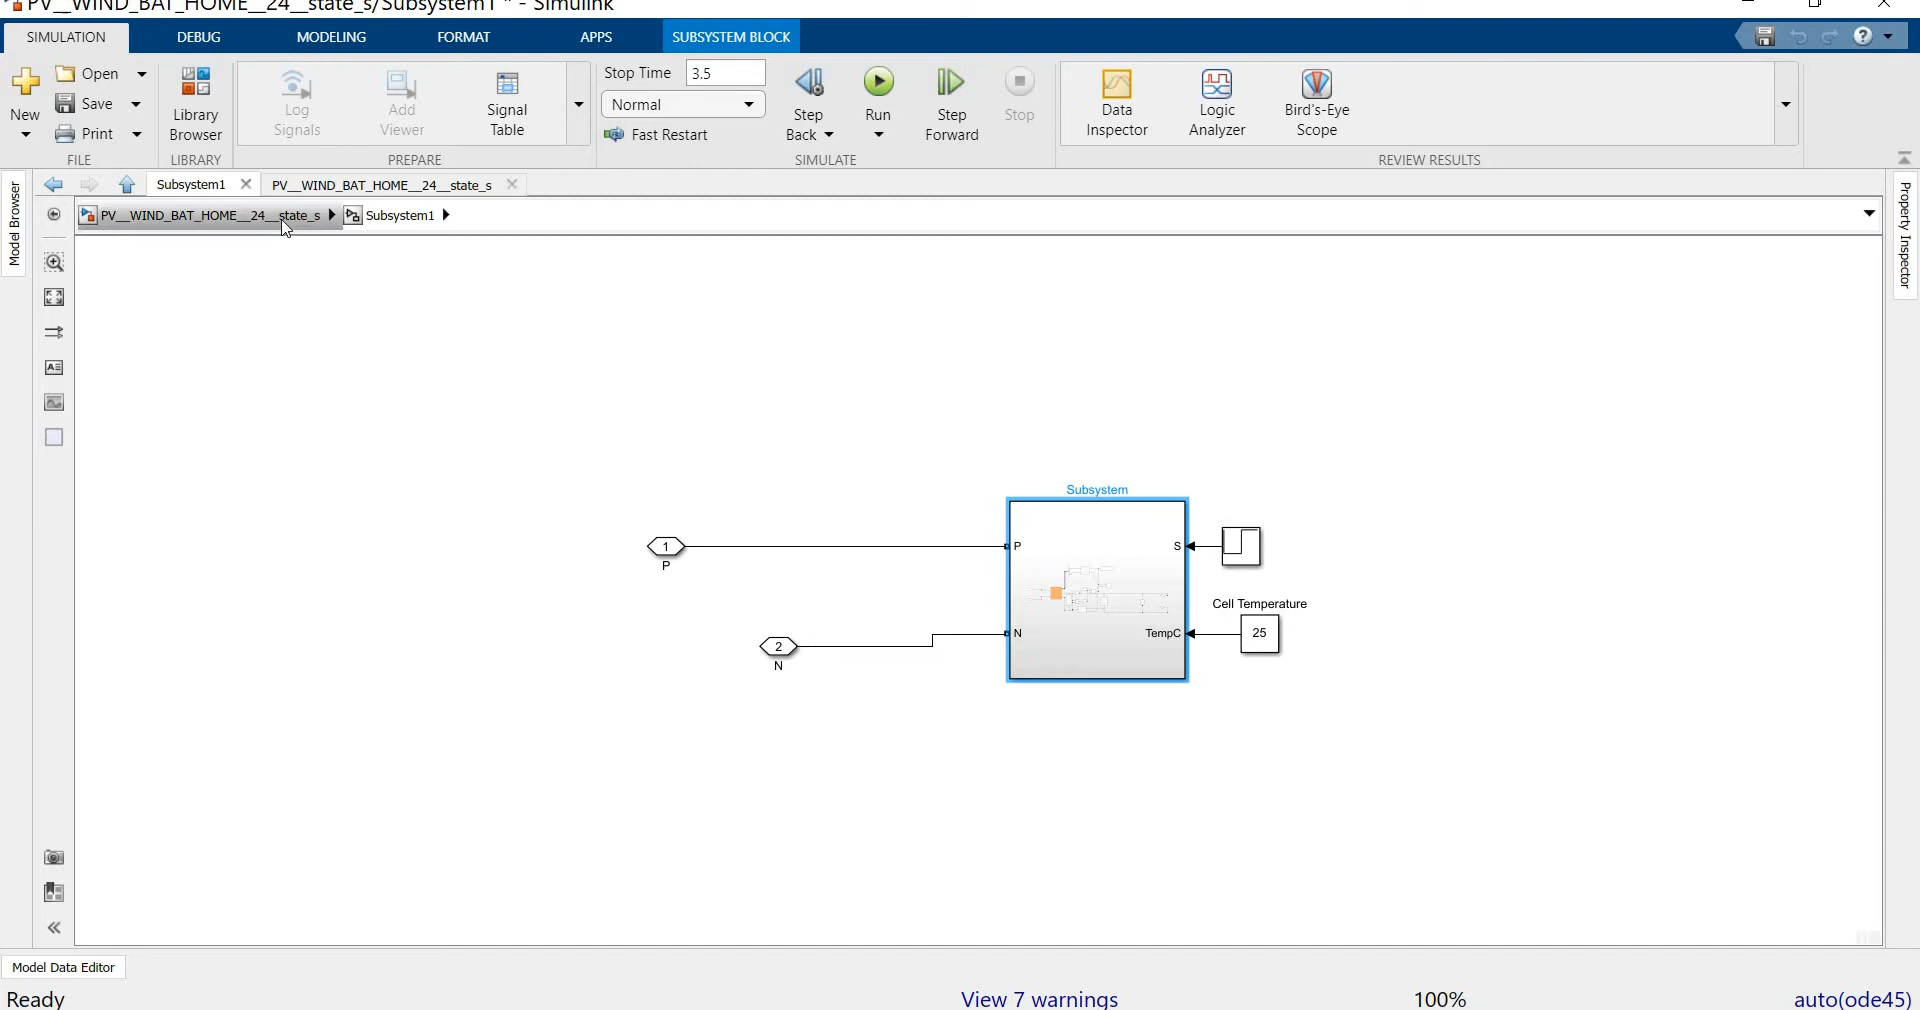 PV__WIND_BAT_HOME__24__state_s/Subsystem1 * - Simulink
SIMULATION
DEBUG
MODELING
FORMAT
APPS
SUBSYSTEM BLOCK
New
Open
Save
Print
FILE
Library
Browser
LIBRARY
Log
Signals
Add
Viewer
Signal
Table
PREPARE
Stop Time
3.5
Normal
Fast Restart
Step
Back
Run
Step
Forward
Stop
SIMULATE
Data
Inspector
Logic
Analyzer
Bird's-Eye
Scope
REVIEW RESULTS
Model Browser
Subsystem1
PV__WIND_BAT_HOME__24__state_s
PV__WIND_BAT_HOME__24__state_s
Subsystem1
Property Inspector
Subsystem
1
P
P
S
Cell Temperature
2
N
N
TempC
25
Model Data Editor
Ready
View 7 warnings
100%
auto(ode45)